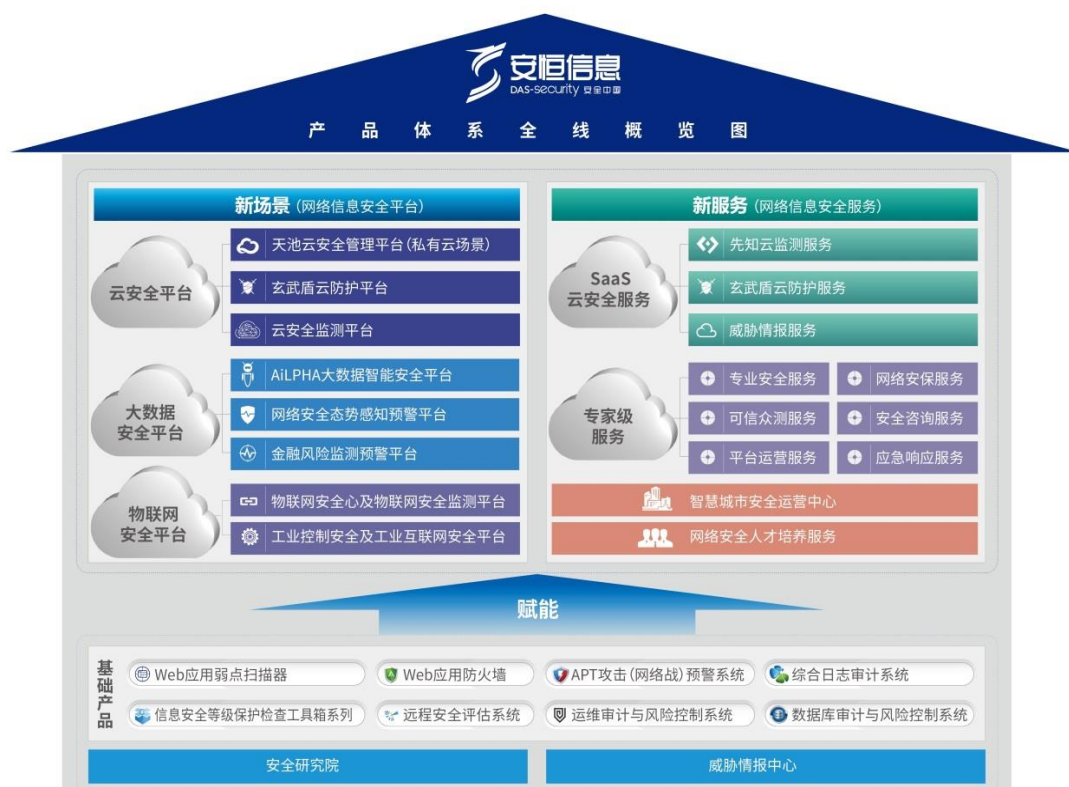 安恒信息
DAS-security 安全中国
产品体系全线概览图
新场景 (网络信息安全平台)
云安全平台
天池云安全管理平台(私有云场景)
玄武盾云防护平台
云安全监测平台
大数据
安全平台
AiLPHA大数据智能安全平台
网络安全态势感知预警平台
金融风险监测预警平台
物联网
安全平台
物联网安全心及物联网安全监测平台
工业控制安全及工业互联网安全平台
新服务 (网络信息安全服务)
SaaS
云安全服务
先知云监测服务
玄武盾云防护服务
威胁情报服务
专家级
服务
专业安全服务
网络安保服务
可信众测服务
安全咨询服务
平台运营服务
应急响应服务
智慧城市安全运营中心
网络安全人才培养服务
赋能
基础产品
Web应用弱点扫描器
Web应用防火墙
APT攻击(网络战)预警系统
综合日志审计系统
信息安全等级保护检查工具箱系列
远程安全评估系统
运维审计与风险控制系统
数据库审计与风险控制系统
安全研究院
威胁情报中心